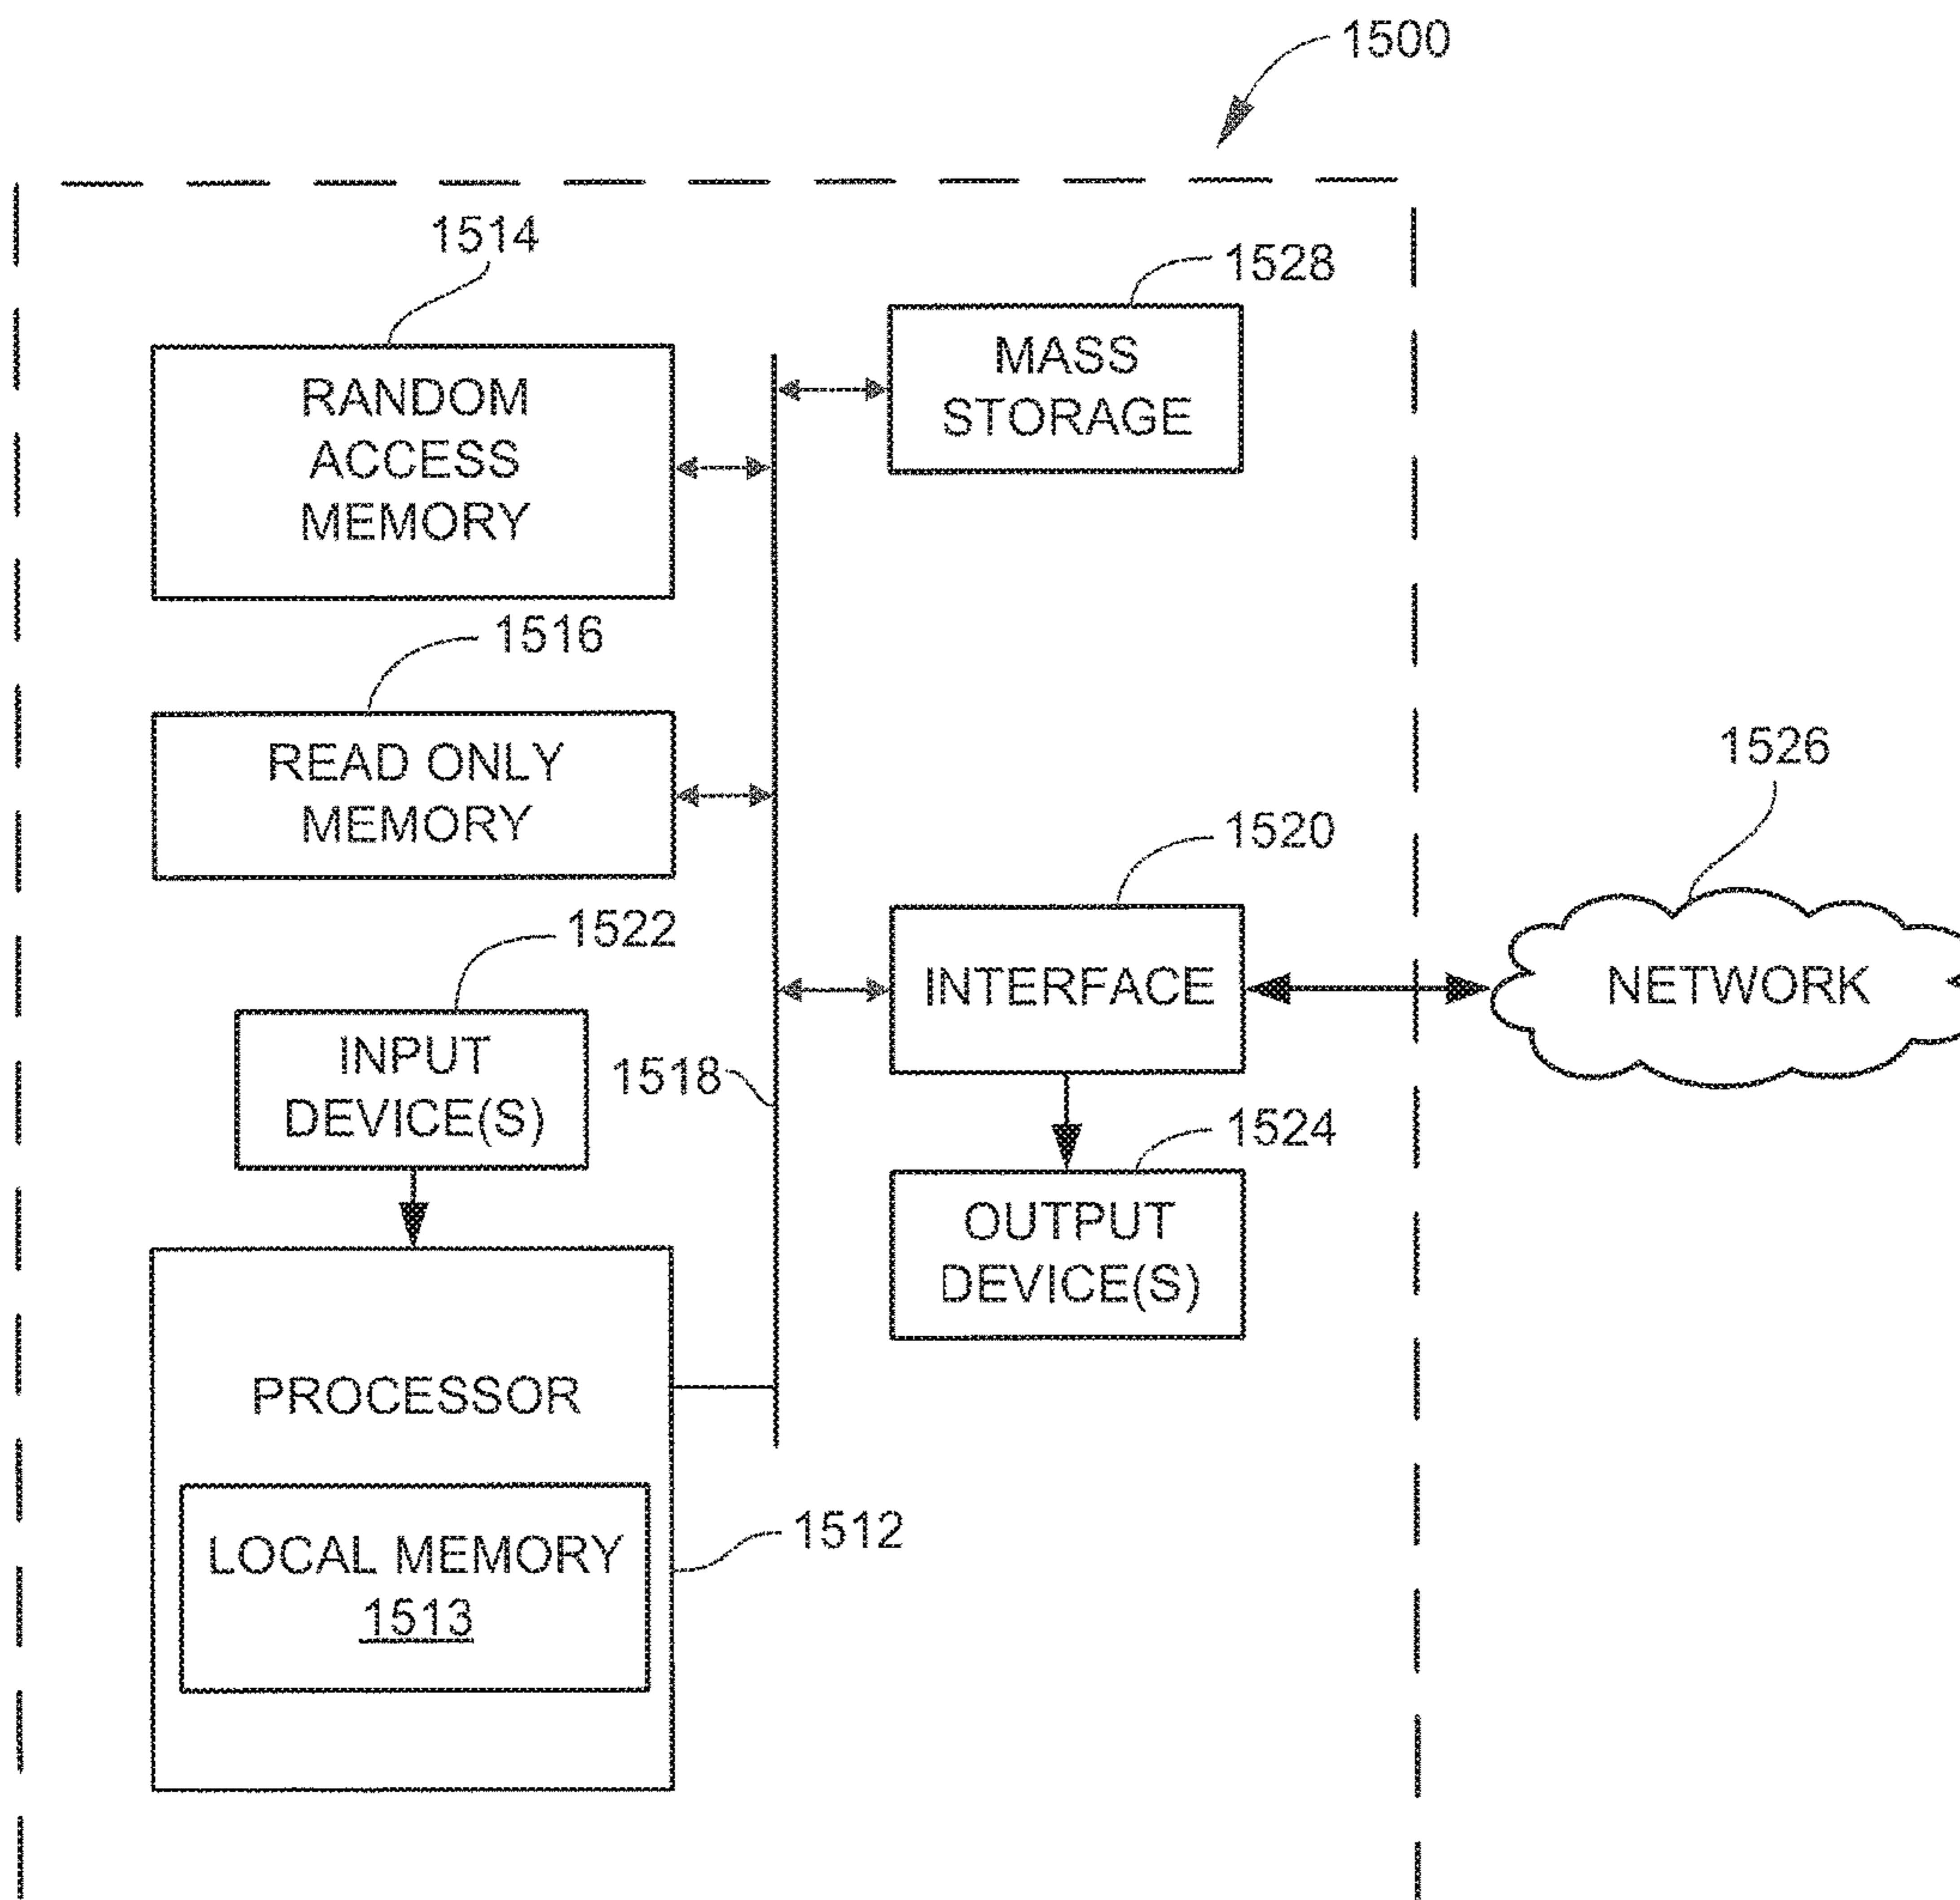 1500
1514
1528
RANDOM
ACCESS
MEMORY
MASS
STORAGE
1516
READ ONLY
MEMORY
1526
1520
1522
INTERFACE
NETWORK
INPUT
DEVICE(S)
1518
1524
OUTPUT
DEVICE(S)
PROCESSOR
1512
LOCAL MEMORY
1513